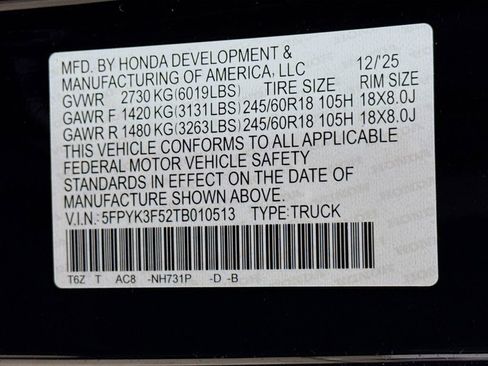 MFD. BY HONDA DEVELOPMENT &
MANUFACTURING OF AMERICA, LLC 12/'25
GVWR 2730 KG(6019LBS) TIRE SIZE RIM SIZE
GAWR F 1420 KG(3131LBS) 245/60R18 105H 18X8.0J
GAWR R 1480 KG(3263LBS) 245/60R18 105H 18X8.0J
THIS VEHICLE CONFORMS TO ALL APPLICABLE
FEDERAL MOTOR VEHICLE SAFETY
STANDARDS IN EFFECT ON THE DATE OF
MANUFACTURE SHOWN ABOVE.
V.I.N.: 5FPYK3F52TB010513 TYPE:TRUCK
T6Z T AC8 -NH731P -D -B